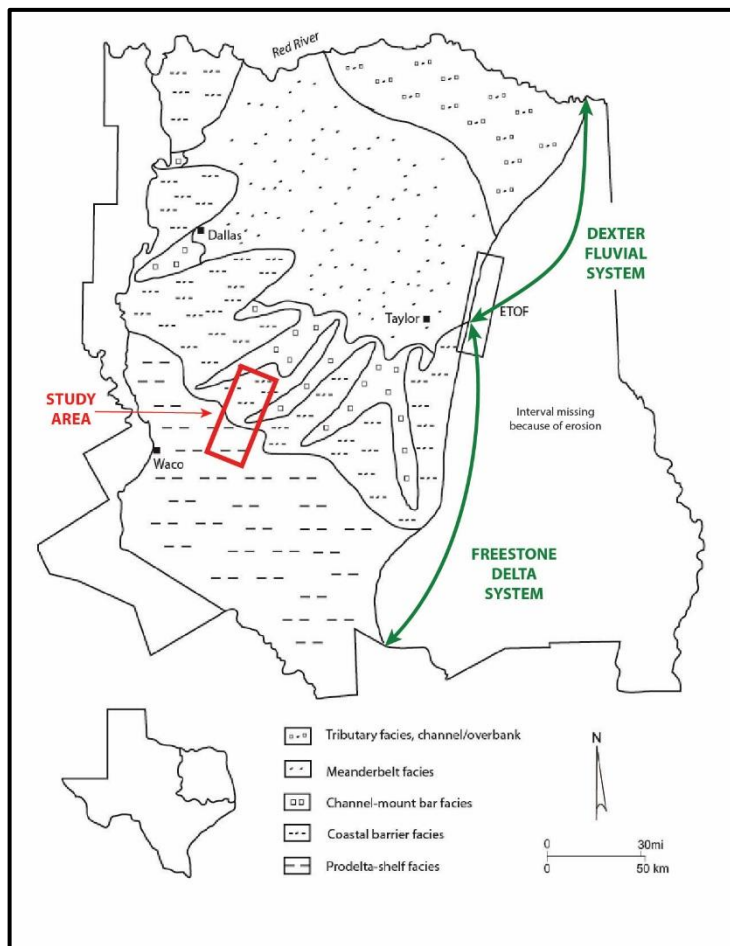 Red River
Dallas
DEXTER
FLUVIAL
SYSTEM
Taylor
ETOF
STUDY
AREA
Interval missing
because of erosion
Waco
FREESTONE
DELTA
SYSTEM
Tributary facies, channel/overbank
Meanderbelt facies
Channel-mount bar facies
Coastal barrier facies
Prodelta-shelf facies
N
0 30mi
0 50 km